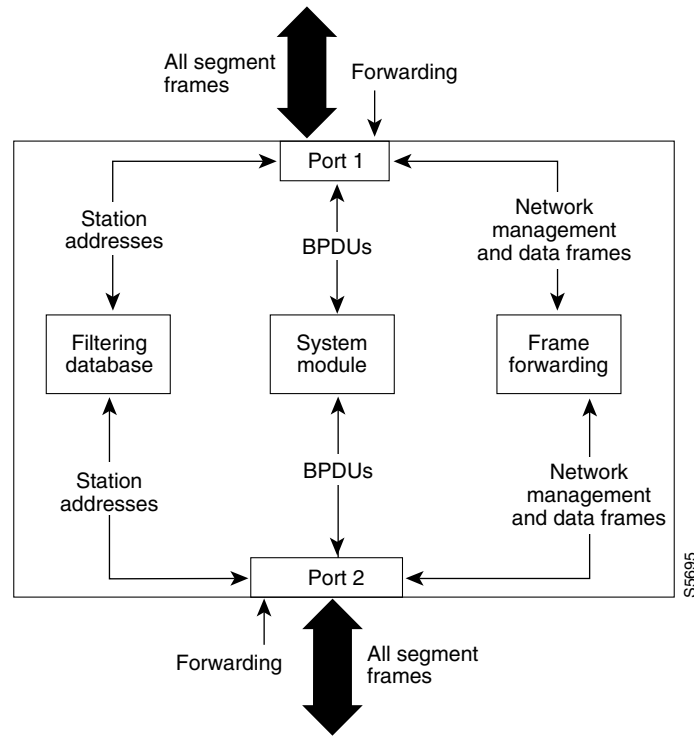 All segment
frames
Forwarding
Port 1
Station
addresses
BPDUs
Network
management
and data frames
Filtering
database
System
module
Frame
forwarding
Station
addresses
BPDUs
Network
management
and data frames
Port 2
Forwarding
All segment
frames
S5695